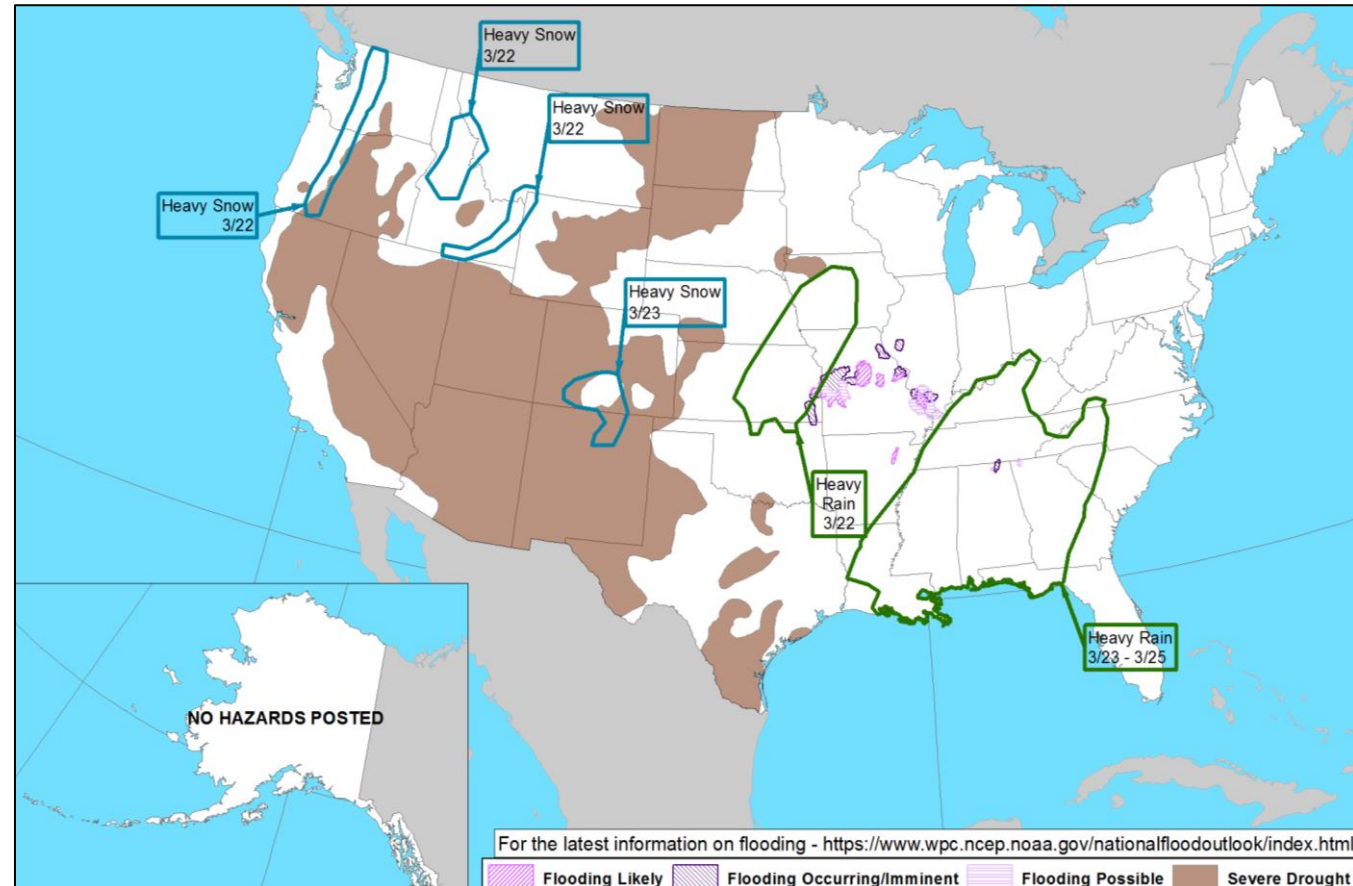 Heavy Snow
3/22
Heavy Snow
3/22
Heavy Snow
3/22
Heavy Snow
3/23
Heavy
Rain
3/22
Heavy Rain
3/23 - 3/25
NO HAZARDS POSTED
For the latest information on flooding - https://www.wpc.ncep.noaa.gov/nationalfloodoutlook/index.html
Flooding Likely Flooding Occurring/Imminent Flooding Possible Severe Drought